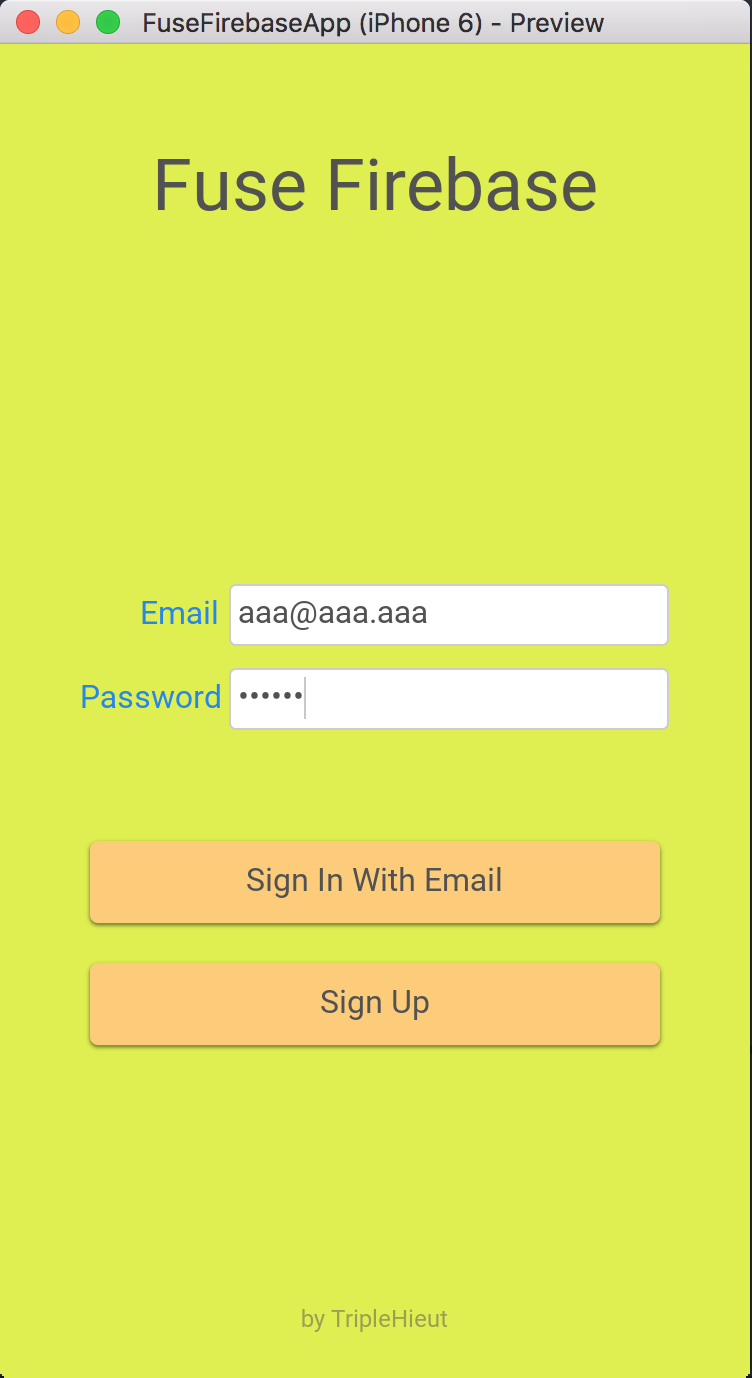 FuseFirebaseApp (iPhone 6) - Preview
Fuse Firebase
Email aaa@aaa.aaa
Password ••••••
Sign In With Email
Sign Up
by TripleHieut